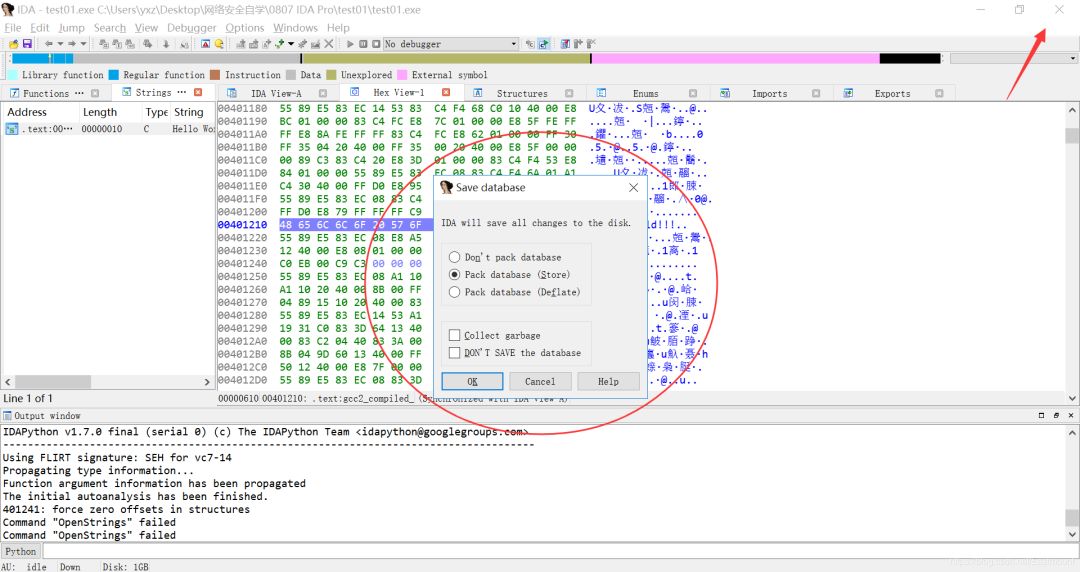 IDA - test01.exe C:\Users\yxz\Desktop\网络安全自学\0807 IDA Pro\test01\test01.exe
File Edit Jump Search View Debugger Options Windows Help
No debugger
Library function Regular function Instruction Data Unexplored External symbol
Functions ··· Strings ··· IDA View-A Hex View-1 Structures Enums Imports Exports
Address Length Type String
.text:00··· 00000010 C Hello Wo
00401180 55 89 E5 83 EC 14 53 83 C4 F4 68 C0 10 40 00 E8
00401190 BC 01 00 00 83 C4 FC E8 7C 01 00 00 E8 5F FE FF
004011A0 FF E8 8A FE FF FF 83 C4 FC E8 62 01 00 00 FF 30
004011B0 FF 35 04 20 40 00 FF 35 00 20 40 00 E8 5F 00 00
004011C0 00 89 C3 83 C4 20 E8 3D 01 00 00 83 C4 F4 53 E8
004011D0 84 01 00 00 55 89 E5 83 EC 08 83 C4 F4 6A 01 A1
004011E0 C4 30 40 00 FF D0 E8 95
004011F0 55 89 E5 83 EC 08 83 C4
00401200 FF D0 E8 79 FF FF FF C9
00401210 48 65 6C 6C 6F 20 57 6F ld!!!..
00401220 55 89 E5 83 EC 08 E8 A5
00401230 12 40 00 E8 08 01 00 00
00401240 C0 EB 00 C9 C3 00 00 00
00401250 55 89 E5 83 EC 08 A1 10
00401260 A1 10 20 40 00 8B 00 FF
00401270 04 89 15 10 20 40 00 83
00401280 55 89 E5 83 EC 14 53 A1
00401290 19 31 C0 83 3D 64 13 40
004012A0 00 83 C2 04 40 83 3A 00
004012B0 8B 04 9D 60 13 40 00 FF
004012C0 50 12 40 00 E8 7F 00 00
004012D0 55 89 E5 83 EC 08 83 3D
00000610 00401210: .text:gcc2_compiled_ (Synchronized with IDA View-A)
Save database
IDA will save all changes to the disk.
Don't pack database
Pack database (Store)
Pack database (Deflate)
Collect garbage
DON'T SAVE the database
OK Cancel Help
Line 1 of 1
Output window
IDAPython v1.7.0 final (serial 0) (c) The IDAPython Team <idapython@googlegroups.com>
---------------------------------------------------------------------------------------------
Using FLIRT signature: SEH for vc7-14
Propagating type information...
Function argument information has been propagated
The initial autoanalysis has been finished.
401241: force zero offsets in structures
Command "OpenStrings" failed
Command "OpenStrings" failed
Python
AU: idle Down Disk: 1GB